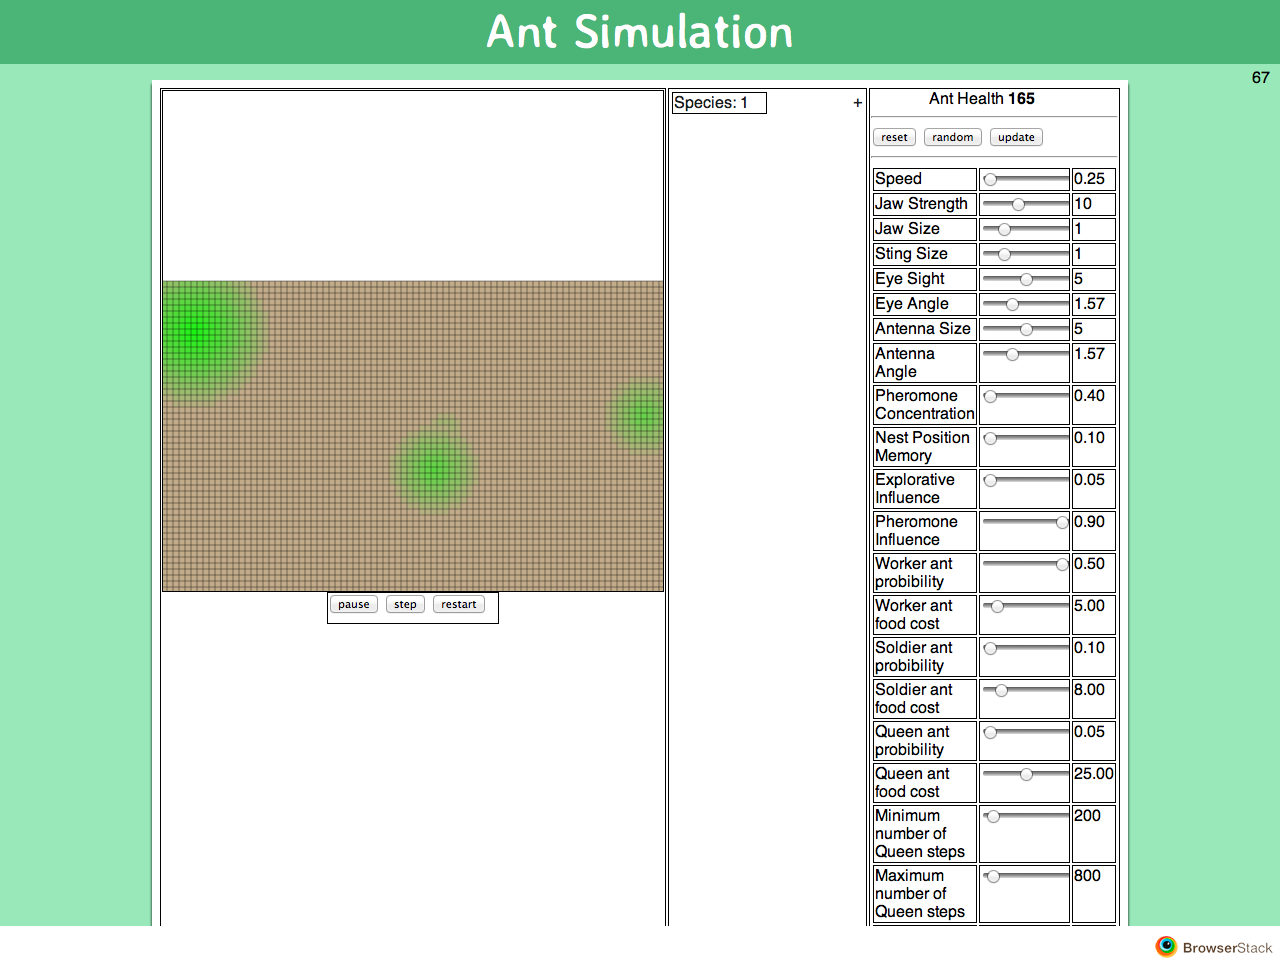 Ant Simulation
67
Species: 1
+
pause
step
restart
Ant Health 165
reset
random
update
Speed
0.25
Jaw Strength
10
Jaw Size
1
Sting Size
1
Eye Sight
5
Eye Angle
1.57
Antenna Size
5
Antenna
Angle
1.57
Pheromone
Concentration
0.40
Nest Position
Memory
0.10
Explorative
Influence
0.05
Pheromone
Influence
0.90
Worker ant
probibility
0.50
Worker ant
food cost
5.00
Soldier ant
probibility
0.10
Soldier ant
food cost
8.00
Queen ant
probibility
0.05
Queen ant
food cost
25.00
Minimum
number of
Queen steps
200
Maximum
number of
Queen steps
800
BrowserStack